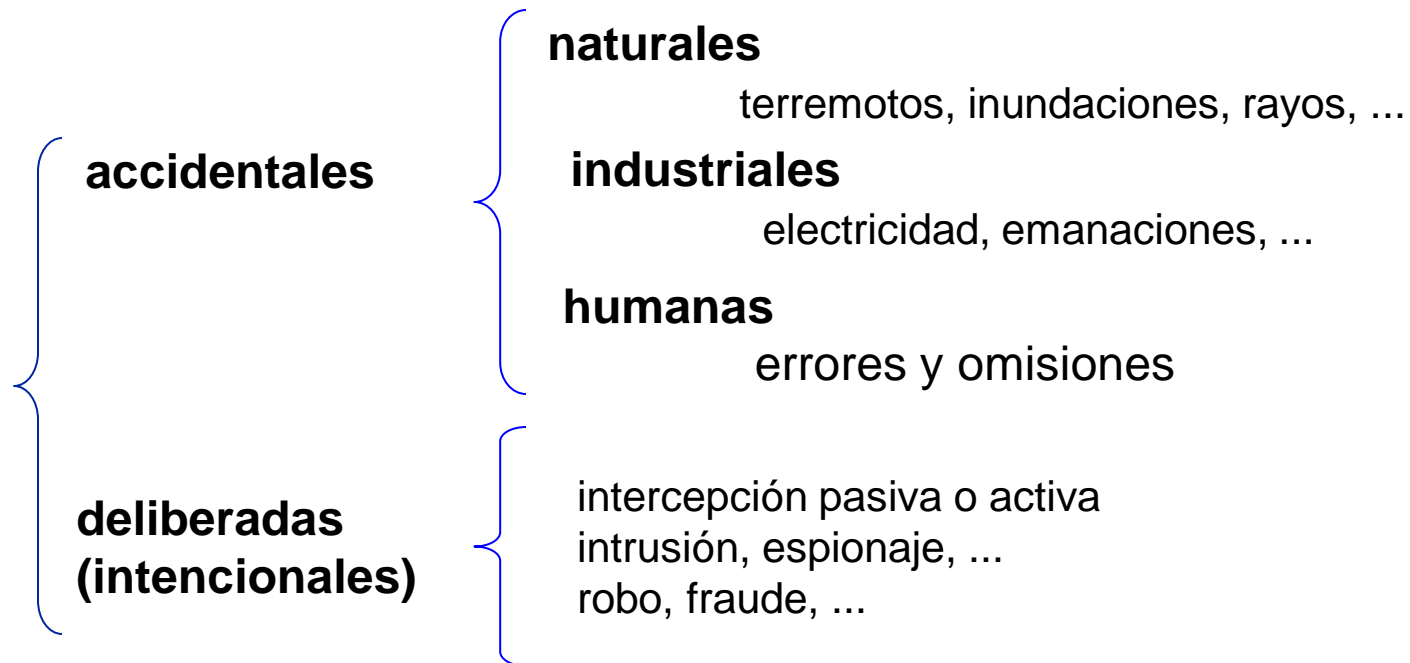 naturales
terremotos, inundaciones, rayos, ...
accidentales
industriales
electricidad, emanaciones, ...
humanas
errores y omisiones
deliberadas
(intencionales)
intercepción pasiva o activa
intrusión, espionaje, ...
robo, fraude, ...